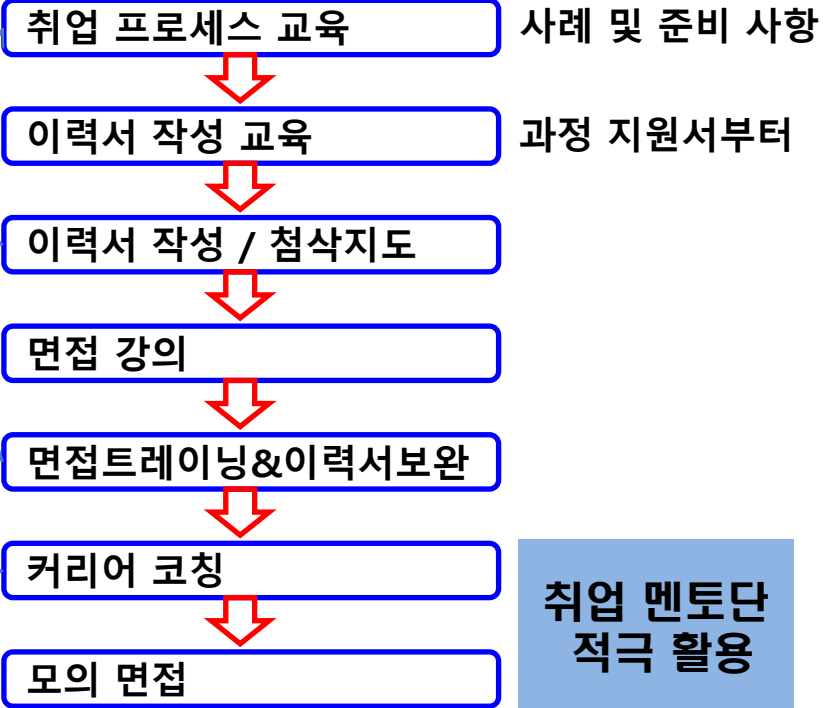 취업 프로세스 교육
사례 및 준비 사항
이력서 작성 교육
과정 지원서부터
이력서 작성 / 첨삭지도
면접 강의
면접트레이닝&이력서보완
커리어 코칭
취업 멘토단
적극 활용
모의 면접